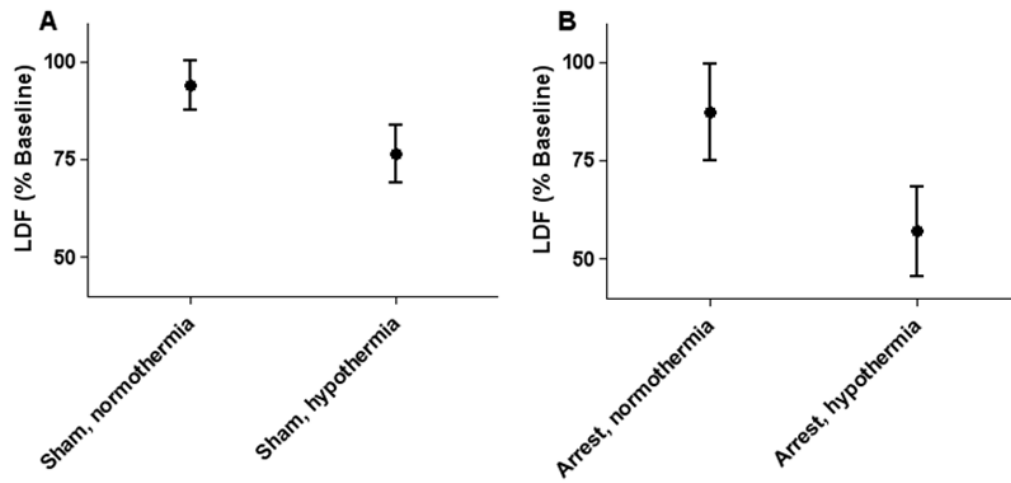 A
LDF (% Baseline)
100
75
50
Sham, normothermia
Sham, hypothermia
B
LDF (% Baseline)
100
75
50
Arrest, normothermia
Arrest, hypothermia